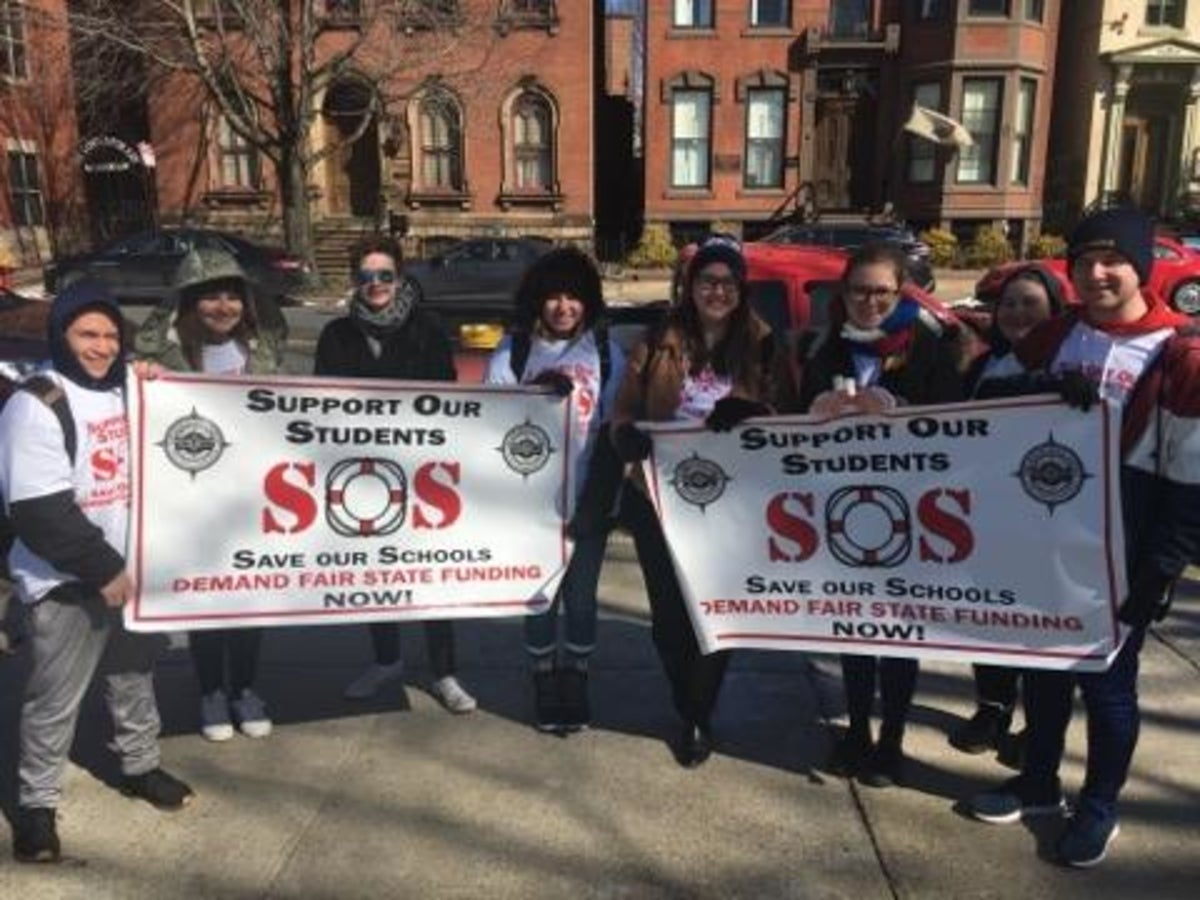 SUPPORT OUR
STUDENTS
SOS
SAVE OUR SCHOOLS
DEMAND FAIR STATE FUNDING
NOW!
SUPPORT OUR
STUDENTS
SOS
SAVE OUR SCHOOLS
DEMAND FAIR STATE FUNDING
NOW!